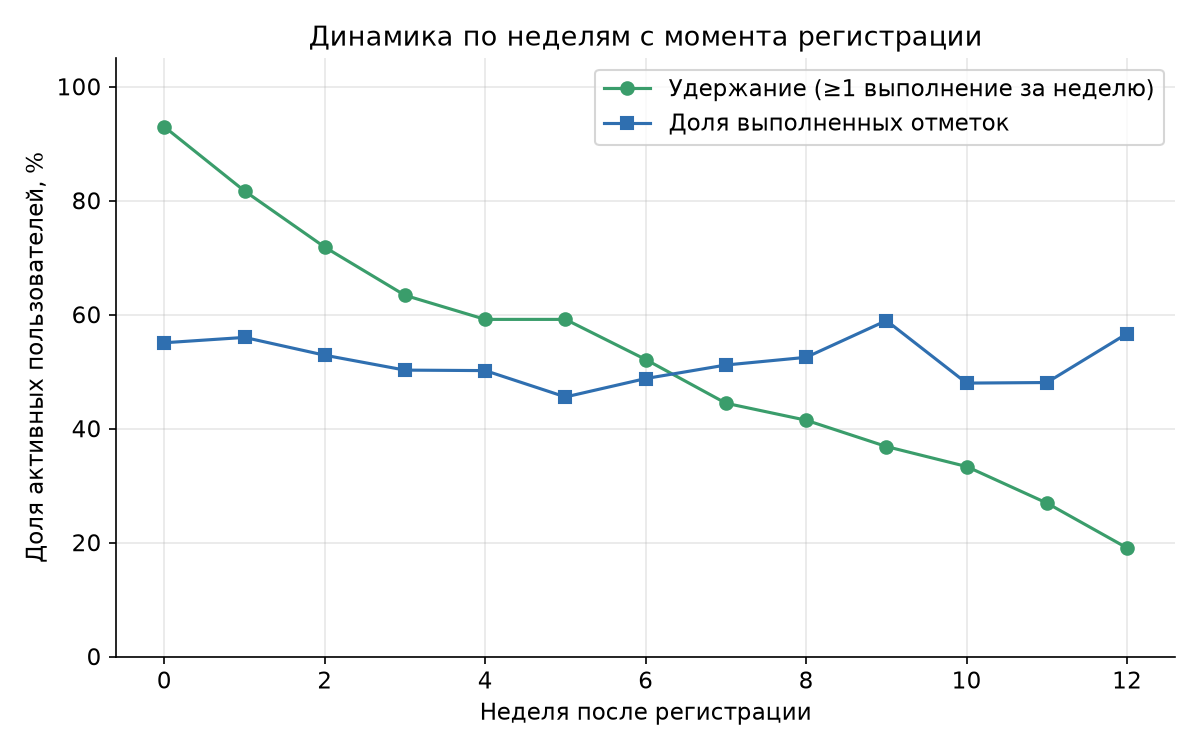 Динамика по неделям с момента регистрации
Удержание (≥1 выполнение за неделю)
Доля выполненных отметок
Доля активных пользователей, %
100
80
60
40
20
0
0 2 4 6 8 10 12
Неделя после регистрации